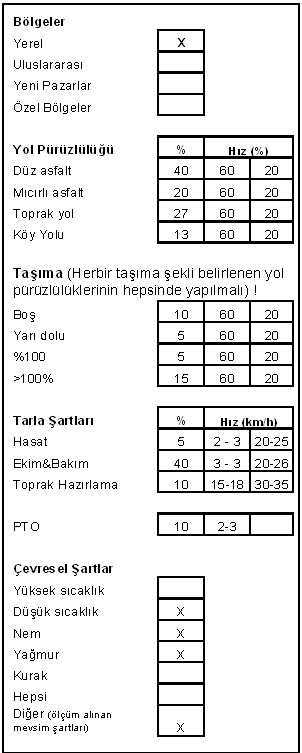 Bölgeler
Yerel X
Uluslararası
Yeni Pazarlar
Özel Bölgeler
Yol Pürüzlülüğü % Hız (%)
Düz asfalt 40 60 20
Mıcırlı asfalt 20 60 20
Toprak yol 27 60 20
Köy Yolu 13 60 20
Taşıma (Herbir taşıma şekli belirlenen yol
pürüzlülüklerinin hepsinde yapılmalı) !
Boş 10 60 20
Yarı dolu 5 60 20
%100 5 60 20
>100% 15 60 20
Tarla Şartları % Hız (km/h)
Hasat 5 2 - 3 20-25
Ekim&Bakım 40 3 - 3 20-26
Toprak Hazırlama 10 15-18 30-35
PTO 10 2-3
Çevresel Şartlar
Yüksek sıcaklık
Düşük sıcaklık X
Nem X
Yağmur X
Kurak
Hepsi
Diğer (ölçüm alınan
mevsim şartları) X